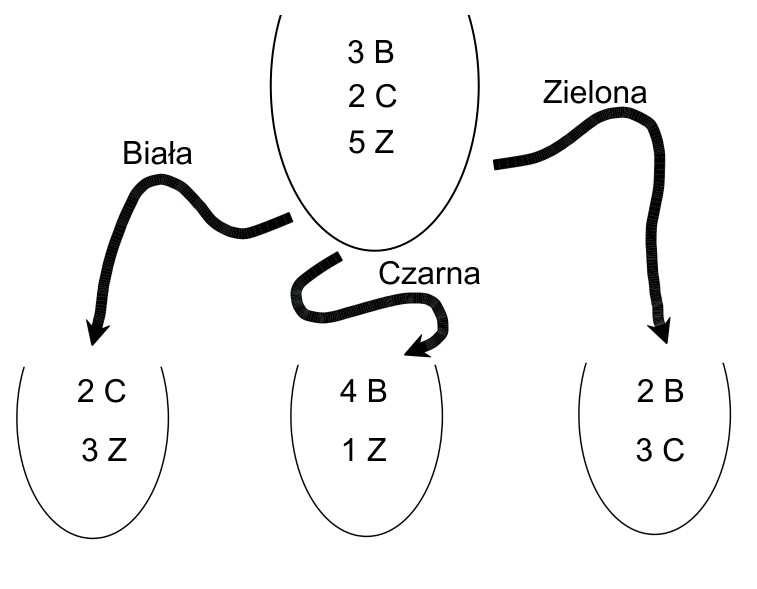 3 B
2 C
5 Z
Zielona
Biała
Czarna
2 C
3 Z
4 B
1 Z
2 B
3 C